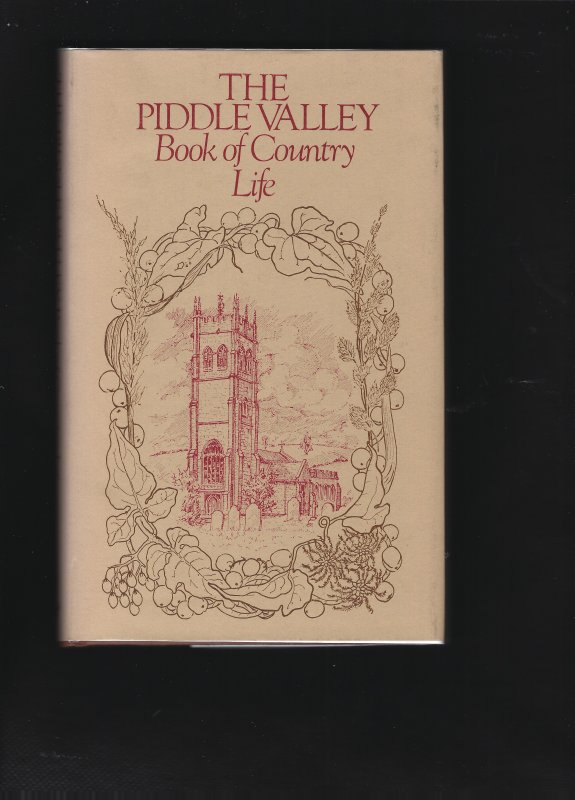 THE
PIDDLE VALLEY
Book of Country
Life